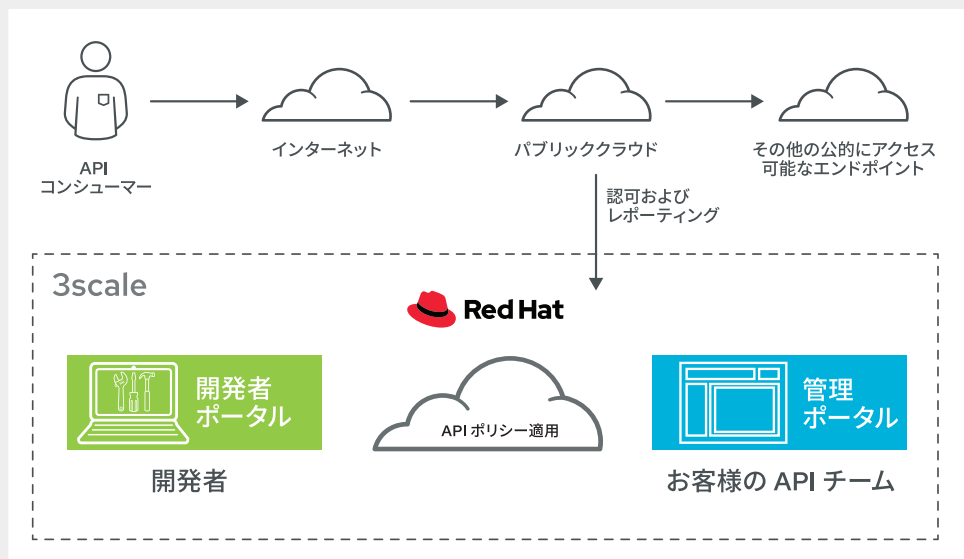 API
コンシューマー
インターネット
パブリッククラウド
その他の公的にアクセス
可能なエンドポイント
認可および
レポーティング
3scale
Red Hat
開発者
ポータル
API ポリシー適用
管理
ポータル
開発者
お客様の API チーム